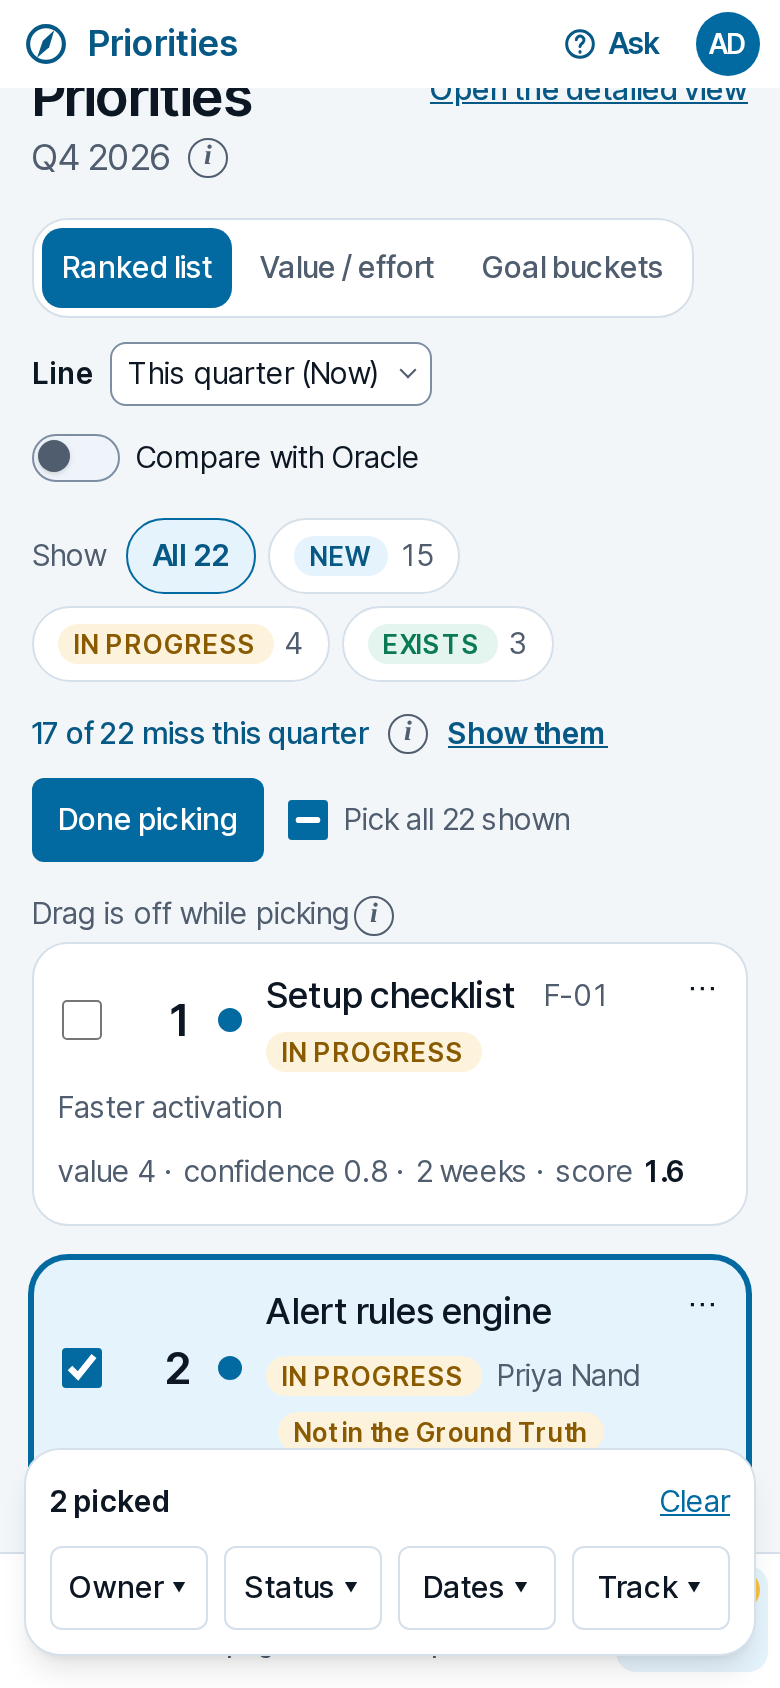 Priorities
Ask
AD
Priorities
Open the detailed view
Q4 2026 i
Ranked list
Value / effort
Goal buckets
Line
This quarter (Now)
Compare with Oracle
Show
All 22
NEW 15
IN PROGRESS 4
EXISTS 3
17 of 22 miss this quarter i Show them
Done picking
Pick all 22 shown
Drag is off while picking i
1
Setup checklist F-01 ...
IN PROGRESS
Faster activation
value 4 · confidence 0.8 · 2 weeks · score 1.6
Alert rules engine ...
2
IN PROGRESS Priya Nand
Not in the Ground Truth
2 picked
Clear
Owner ▾
Status ▾
Dates ▾
Track ▾